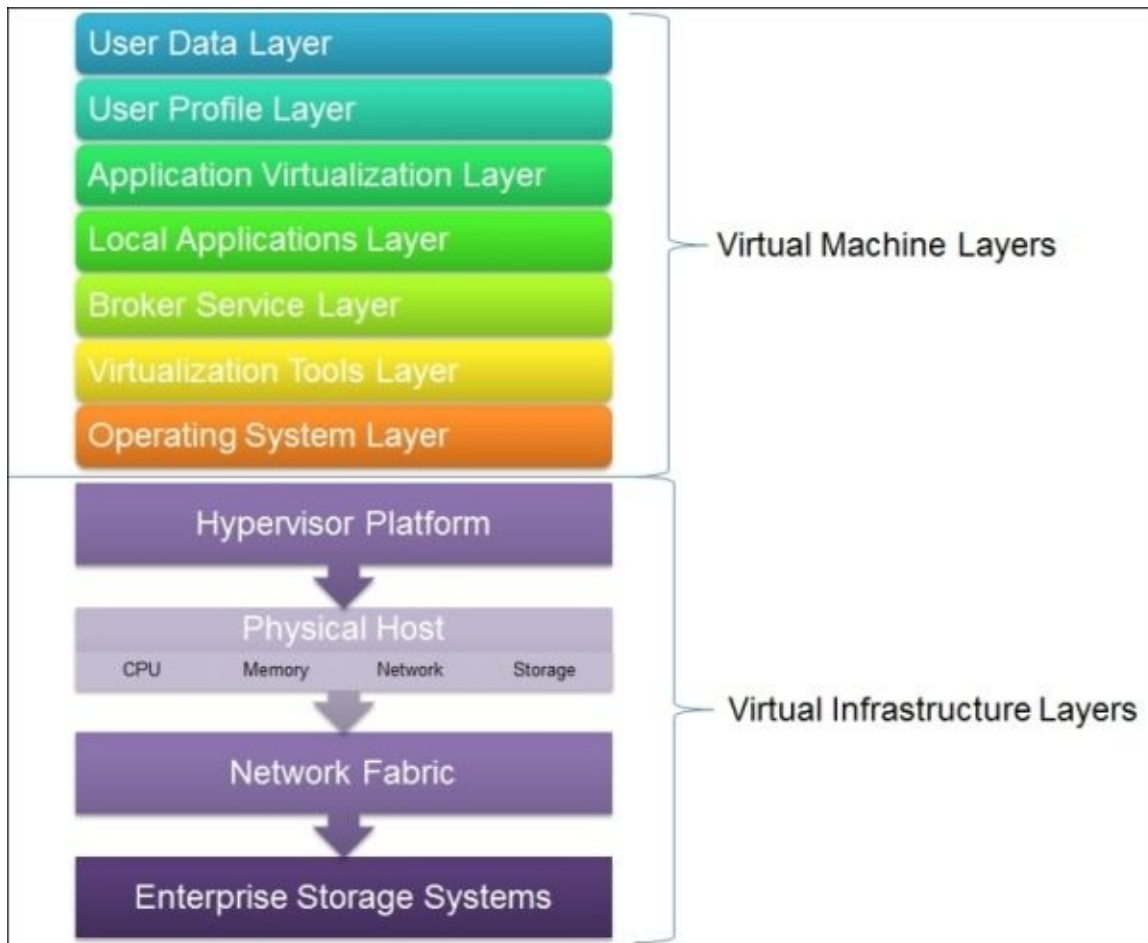 User Data Layer
User Profile Layer
Application Virtualization Layer
Local Applications Layer
Virtual Machine Layers
Broker Service Layer
Virtualization Tools Layer
Operating System Layer
Hypervisor Platform
Physical Host
CPU Memory Network Storage
Virtual Infrastructure Layers
Network Fabric
Enterprise Storage Systems